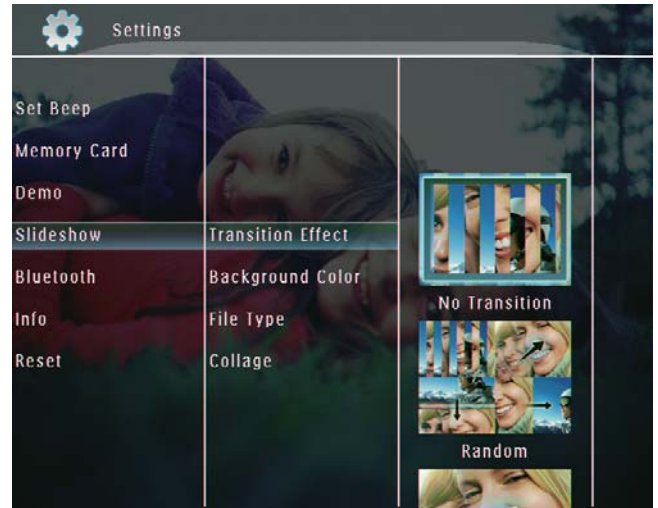 Settings
Set Beep
Memory Card
Demo
Slideshow
Bluetooth
Info
Reset
Transition Effect
Background Color
File Type
Collage
No Transition
Random